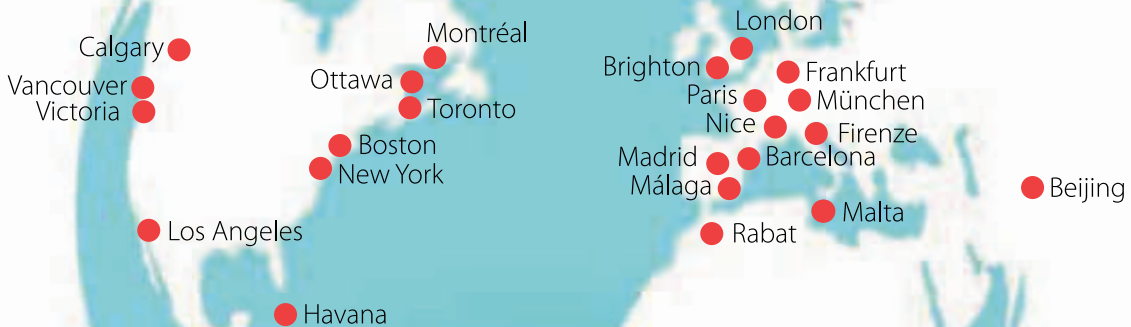 Calgary
Vancouver
Victoria
Montréal
Ottawa
Toronto
Boston
New York
Los Angeles
Havana
London
Brighton
Frankfurt
Paris
München
Nice
Firenze
Madrid
Barcelona
Málaga
Malta
Rabat
Beijing